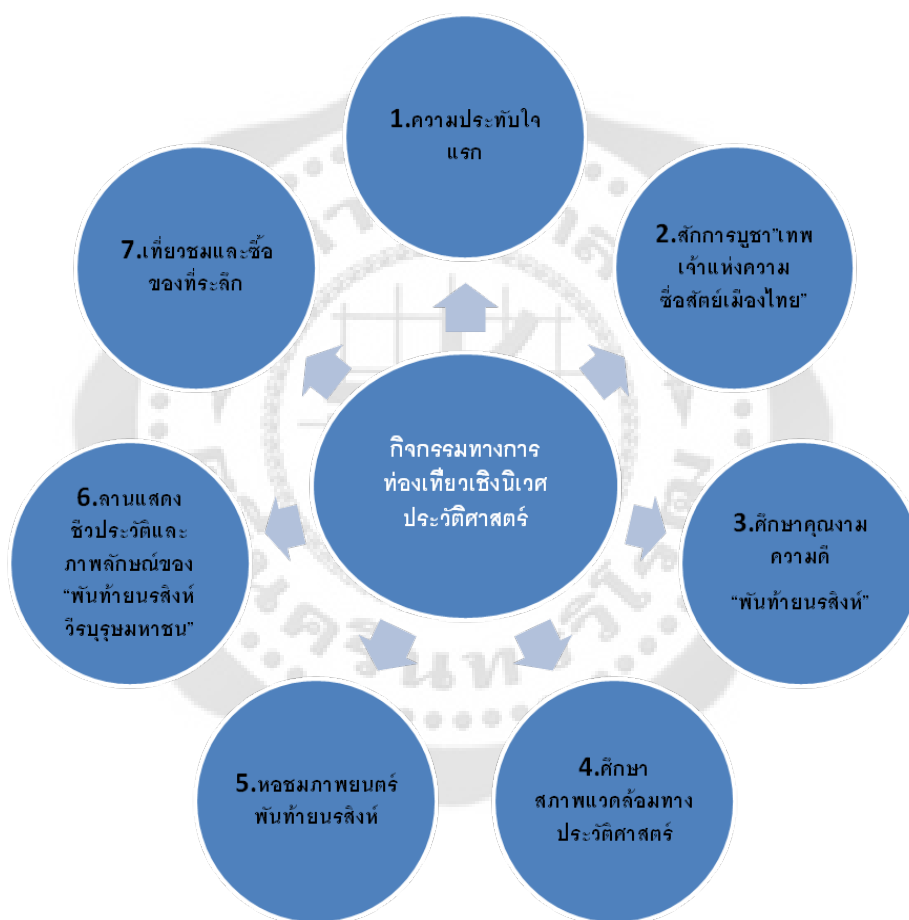 กิจกรรมทางการ
ท่องเที่ยวเชิงนิเวศ
ประวัติศาสตร์
1.ความประทับใจ
แรก
2.สักการบูชา"เทพ
เจ้าแห่งความ
ซื่อสัตย์เมืองไทย"
3.ศึกษาคุณงาม
ความดี
"พันท้ายนรสิงห์"
4.ศึกษา
สภาพแวดล้อมทาง
ประวัติศาสตร์
5.หอชมภาพยนตร์
พันท้ายนรสิงห์
6.ลานแสดง
ชีวประวัติและ
ภาพลักษณ์ของ
"พันท้ายนรสิงห์
วีรบุรุษมหาชน"
7.เที่ยวชมและซื้อ
ของที่ระลึก